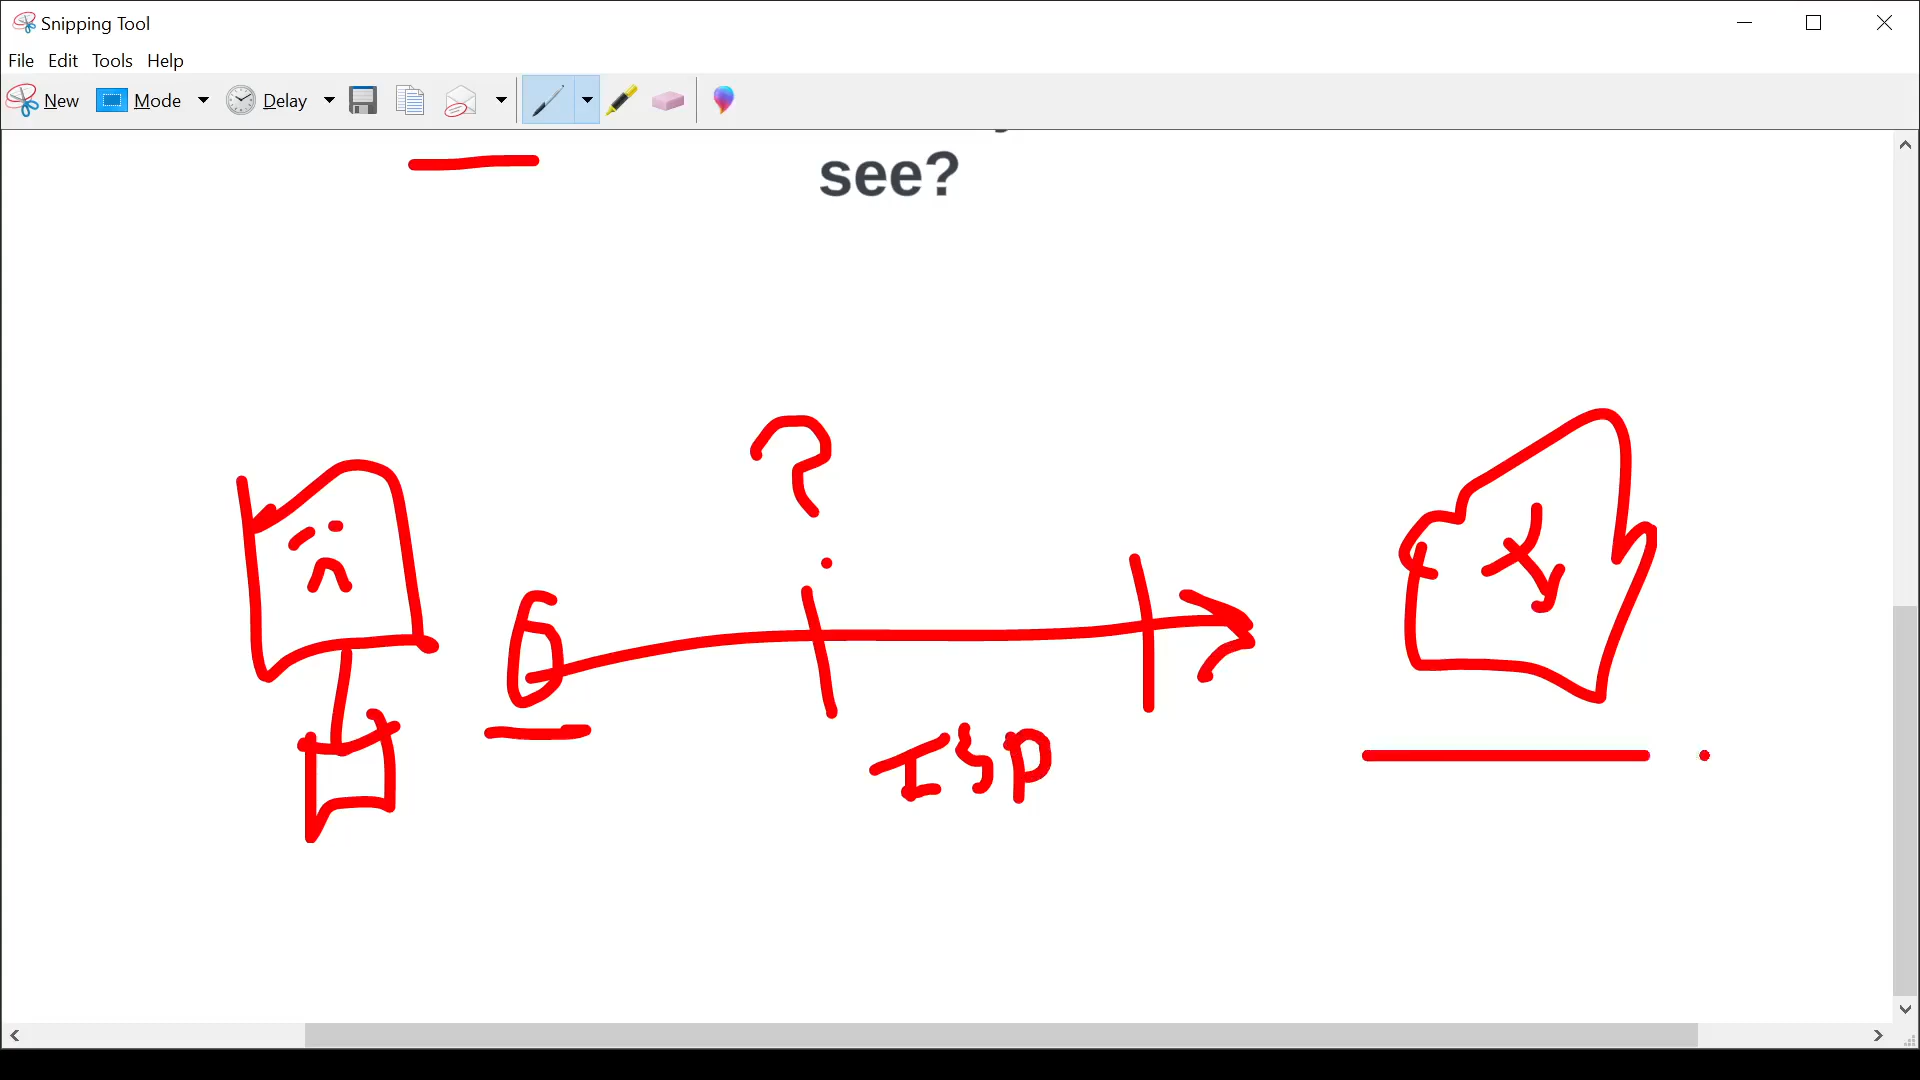 Snipping Tool
File Edit Tools Help
New Mode Delay
see?
?
ISP